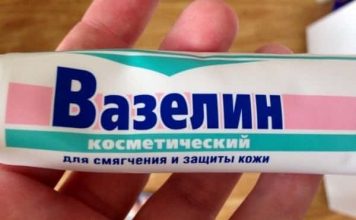 Вазелин
косметический
для смягчения и защиты кожи